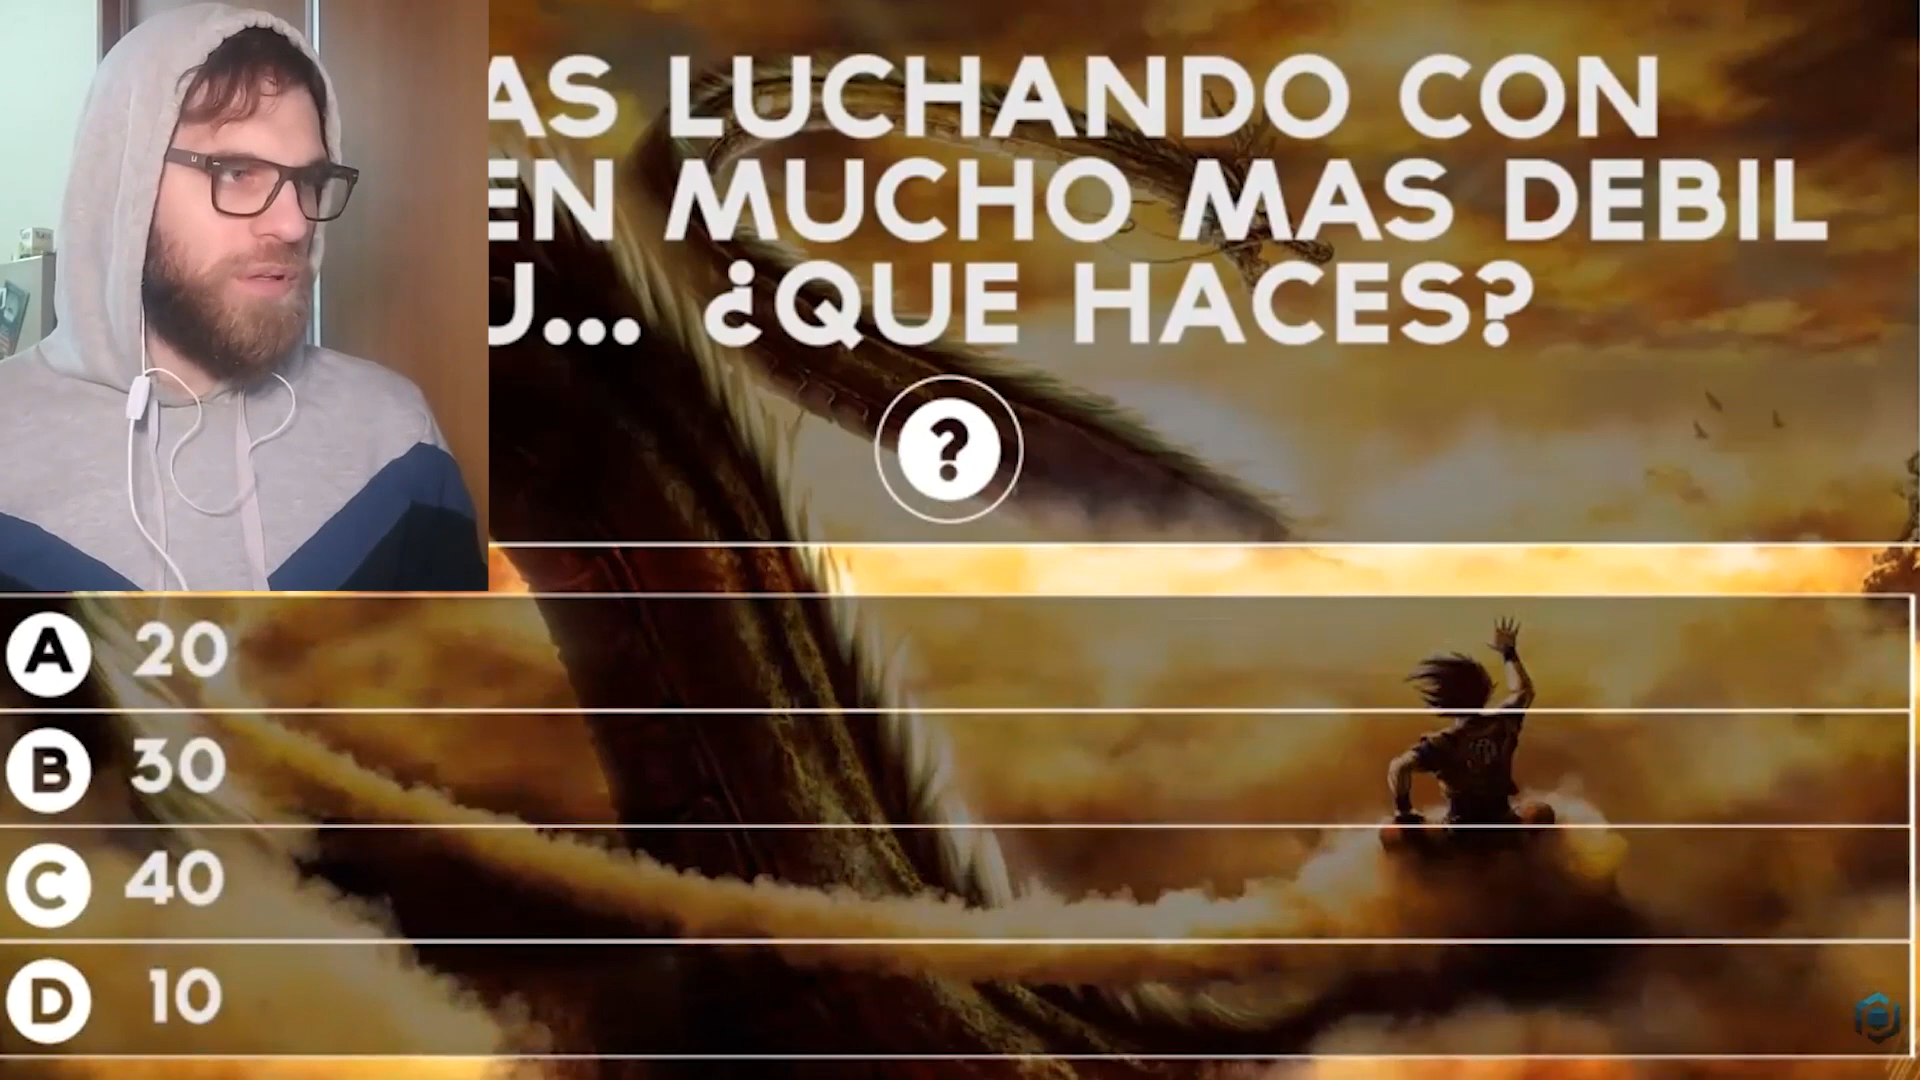 AS LUCHANDO CON
EN MUCHO MAS DEBIL
U... ¿QUE HACES?
?
A 20
B 30
C 40
D 10